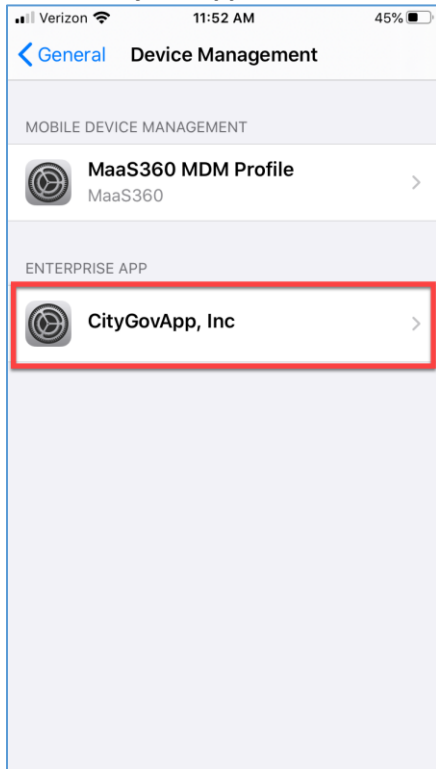 Verizon 11:52 AM 45%
General Device Management
MOBILE DEVICE MANAGEMENT
MaaS360 MDM Profile
MaaS360
ENTERPRISE APP
CityGovApp, Inc